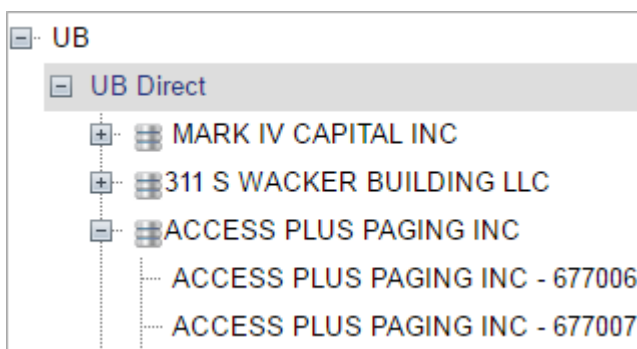 UB
UB Direct
MARK IV CAPITAL INC
311 S WACKER BUILDING LLC
ACCESS PLUS PAGING INC
ACCESS PLUS PAGING INC - 677006
ACCESS PLUS PAGING INC - 677007